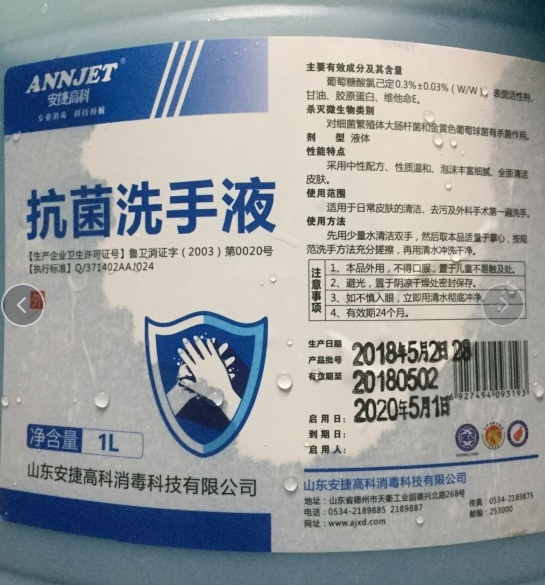 ANNJET®
安捷高科
专业消毒 科技领航
抗菌洗手液
【生产企业卫生许可证号】鲁卫消证字（2003）第0020号
【执行标准】Q/371402AAJ024
外
净含量 1L
山东安捷高科消毒科技有限公司
主要有效成分及其含量
葡萄糖酸氯己定0.3%±0.03%（W/W）、表面活性剂、
甘油、胶原蛋白、维他命E。
杀灭微生物类别
对细菌繁殖体大肠杆菌和金黄色葡萄球菌有杀菌作用。
剂 型 液体
性能特点
采用中性配方、性质温和、泡沫丰富细腻、全面清洁
皮肤。
使用范围
适用于日常皮肤的清洁、去污及外科手术第一遍洗手。
使用方法
先用少量水清洁双手，然后取本品适量于掌心，按规
范洗手方法充分搓擦，再用清水冲洗干净。
注意事项
1、本品外用，不得口服，置于儿童不易触及处。
2、避光，置于阴凉干燥处密封保存。
3、如不慎入眼，立即用清水彻底冲净。
4、有效期24个月。
生产日期 2018年5月2日 28
产品批号 20180502
有效期至 2020年5月1日
6 927494 093193
启用日：
到期日：
启用人：
山东安捷高科消毒科技有限公司
地址：山东省德州市天衢工业园德兴北路268号
电话：0534-2189885 2189887 传真：0534-2189875
网址：www.ajxd.com 邮编：253000